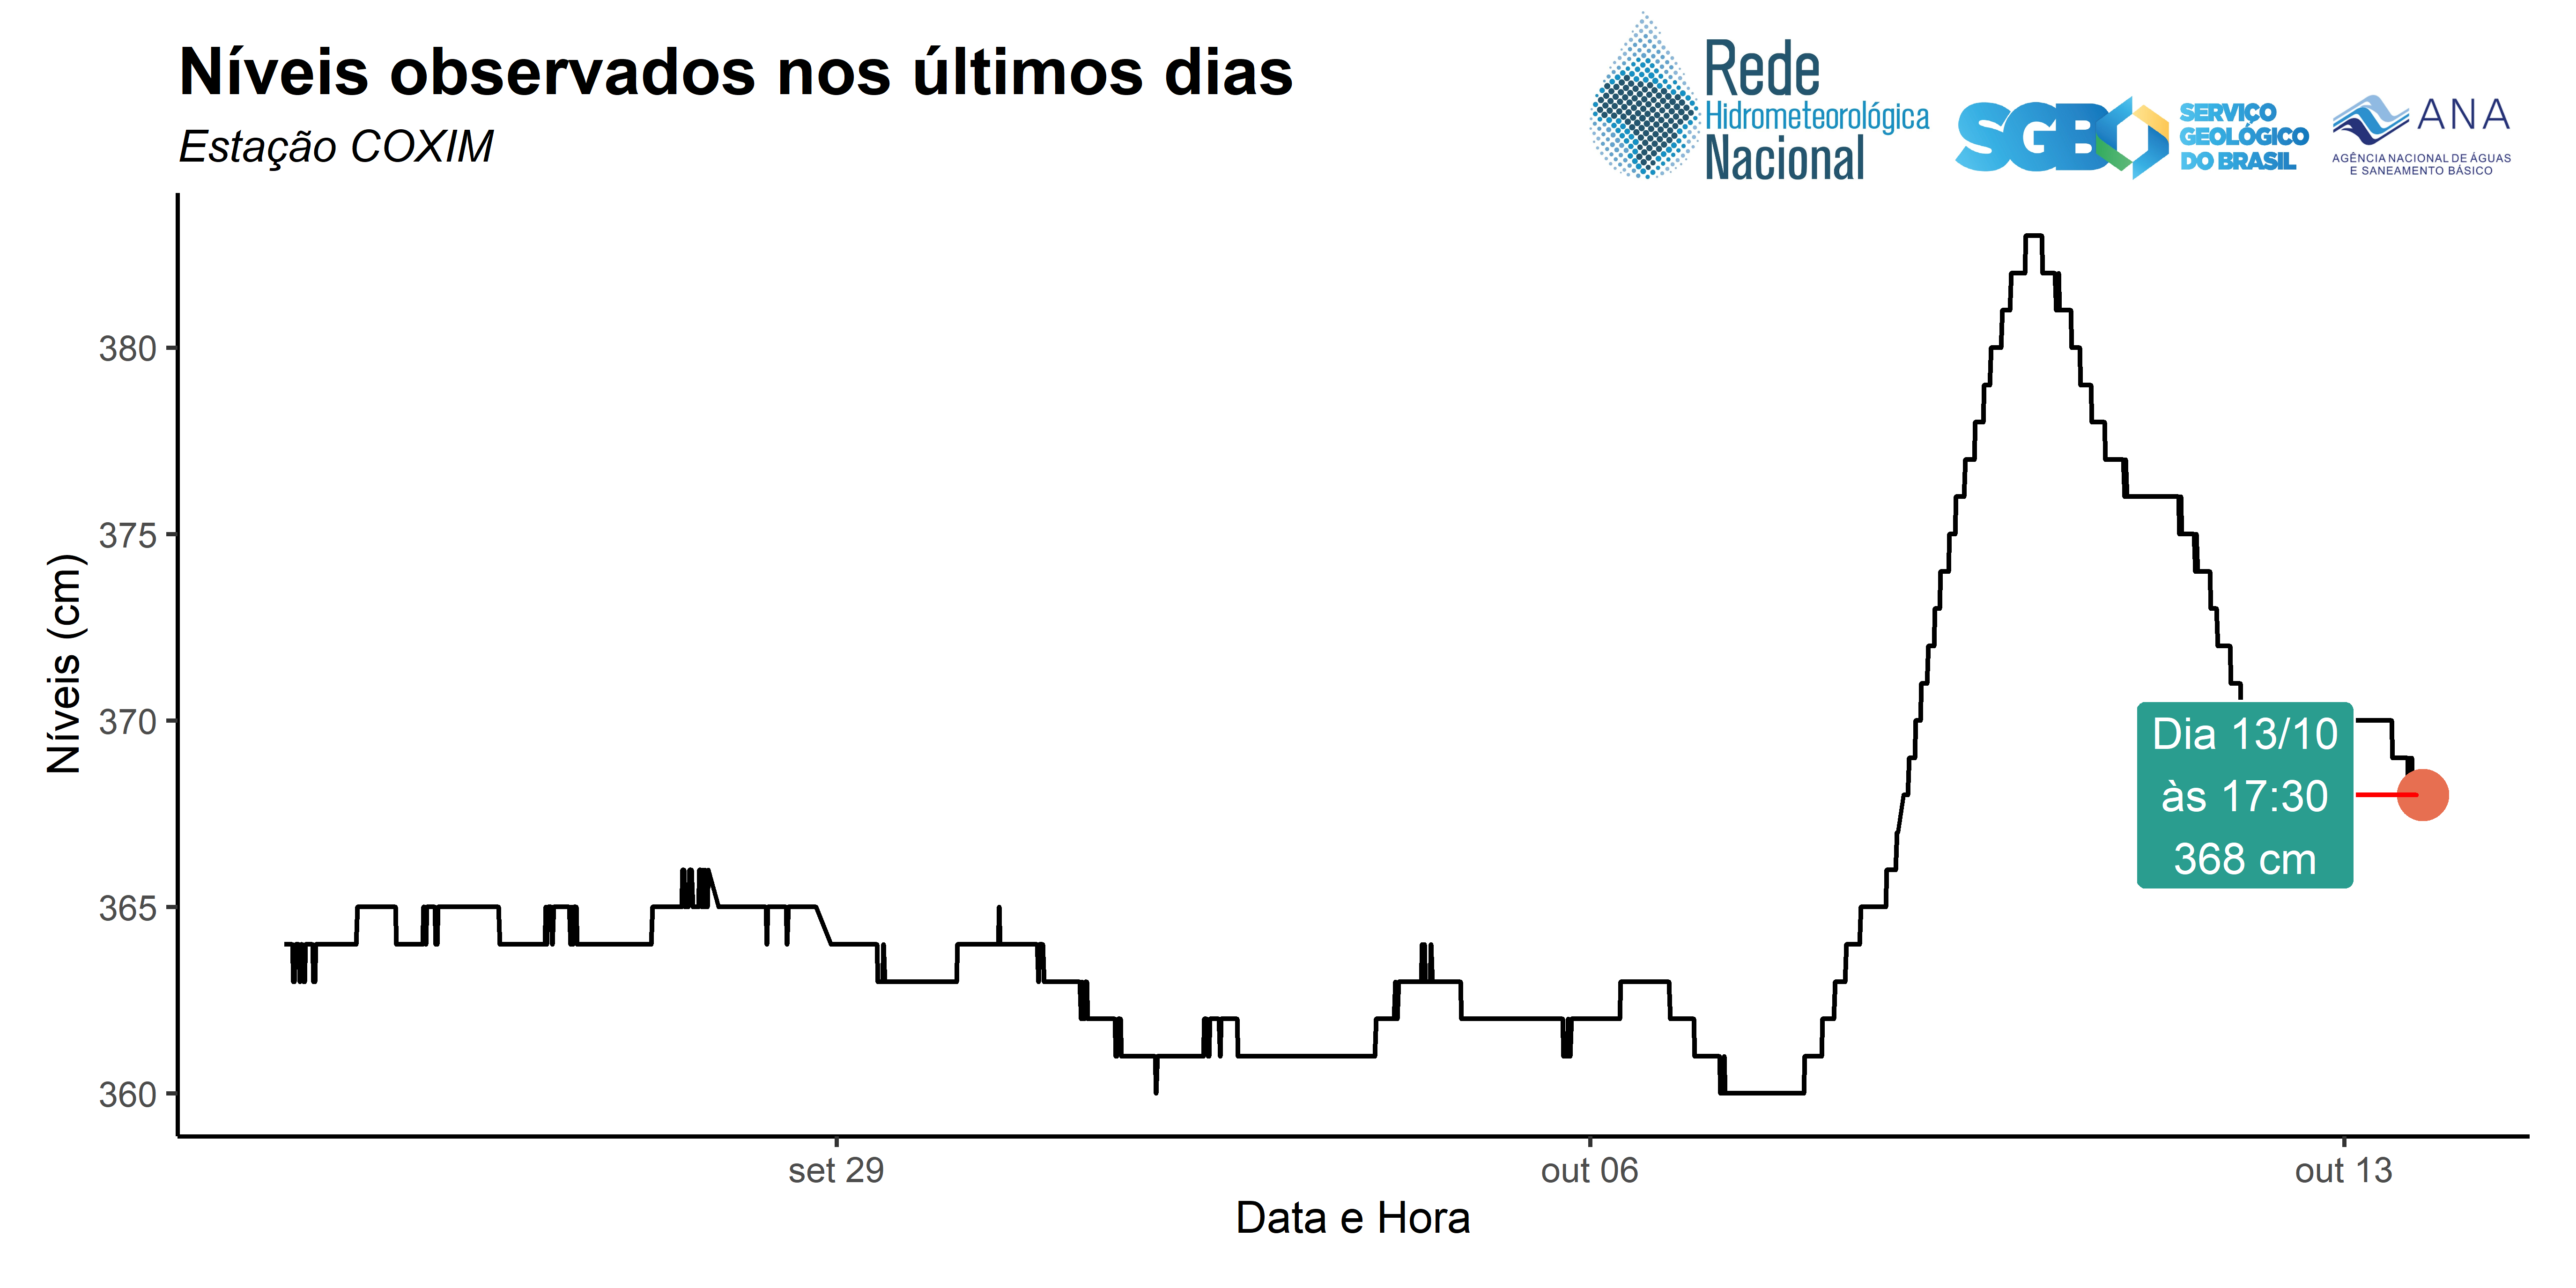 Níveis observados nos últimos dias
Estação COXIM
Rede
Hidrometeorológica
Nacional
SGB
SERVIÇO
GEOLÓGICO
DO BRASIL
ANA
AGÊNCIA NACIONAL DE ÁGUAS
E SANEAMENTO BÁSICO
Níveis (cm)
380
375
370
365
360
Dia 13/10
às 17:30
368 cm
set 29
out 06
out 13
Data e Hora